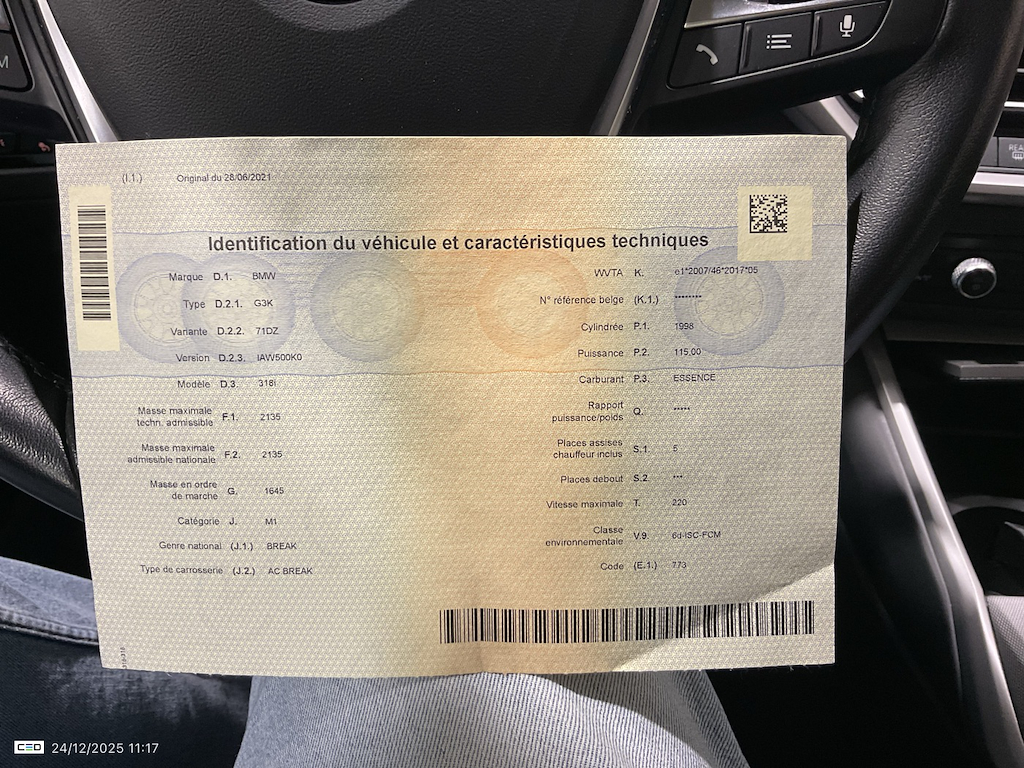 (I.1.) Original du 28/06/2021
Identification du véhicule et caractéristiques techniques
Marque D.1. BMW
Type D.2.1. G3K
Variante D.2.2. 71DZ
Version D.2.3. IAW500K0
Modèle D.3. 318i
Masse maximale
techn. admissible F.1. 2135
Masse maximale
admissible nationale F.2. 2135
Masse en ordre
de marche G. 1645
Catégorie J. M1
Genre national (J.1.) BREAK
Type de carrosserie (J.2.) AC BREAK
WVTA K. e1*2007/46*2017*05
N° référence belge (K.1.) ********
Cylindrée P.1. 1998
Puissance P.2. 115,00
Carburant P.3. ESSENCE
Rapport
puissance/poids Q. *****
Places assises
chauffeur inclus S.1. 5
Places debout S.2. ***
Vitesse maximale T. 220
Classe
environnementale V.9. 6d-ISC-FCM
Code (E.1.) 773
M
CEO 24/12/2025 11:17